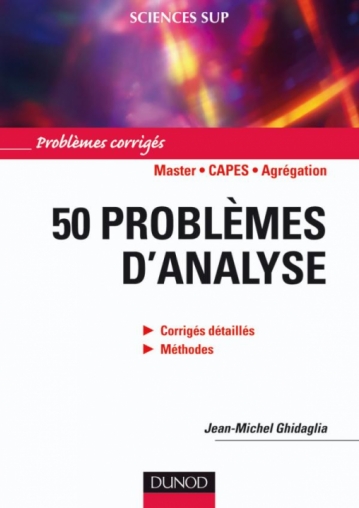 SCIENCES SUP
Problèmes corrigés
Master • CAPES • Agrégation
50 PROBLÈMES
D'ANALYSE
▶ Corrigés détaillés
▶ Méthodes
Jean-Michel Ghidaglia
DUNOD